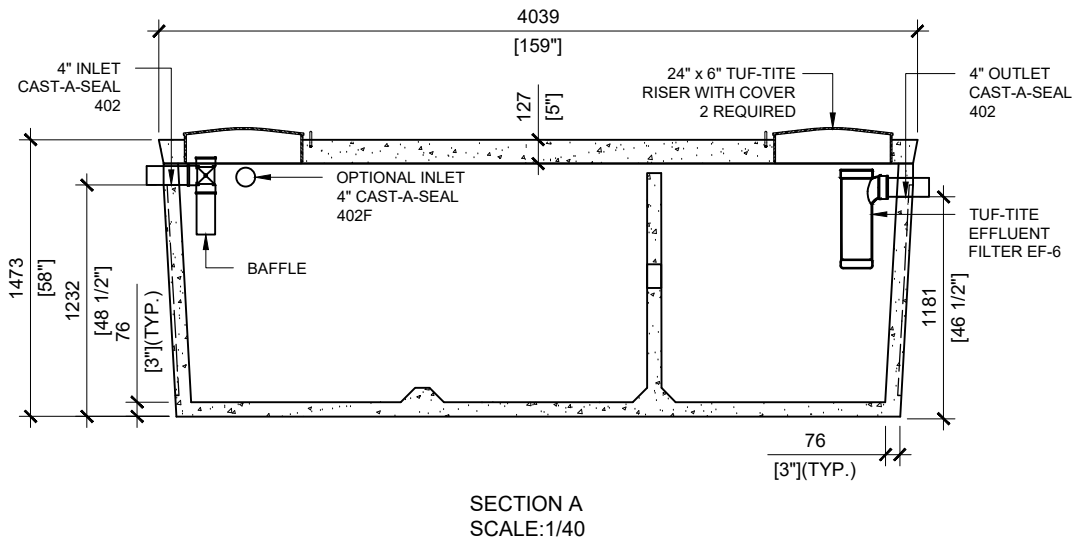 4039
[159"]
4" INLET
CAST-A-SEAL
402
127
[5"]
24" x 6" TUF-TITE
RISER WITH COVER
2 REQUIRED
4" OUTLET
CAST-A-SEAL
402
OPTIONAL INLET
4" CAST-A-SEAL
402F
BAFFLE
TUF-TITE
EFFLUENT
FILTER EF-6
1473
[58"]
1232
[48 1/2"]
76
[3"](TYP.)
1181
[46 1/2"]
76
[3"](TYP.)
SECTION A
SCALE:1/40